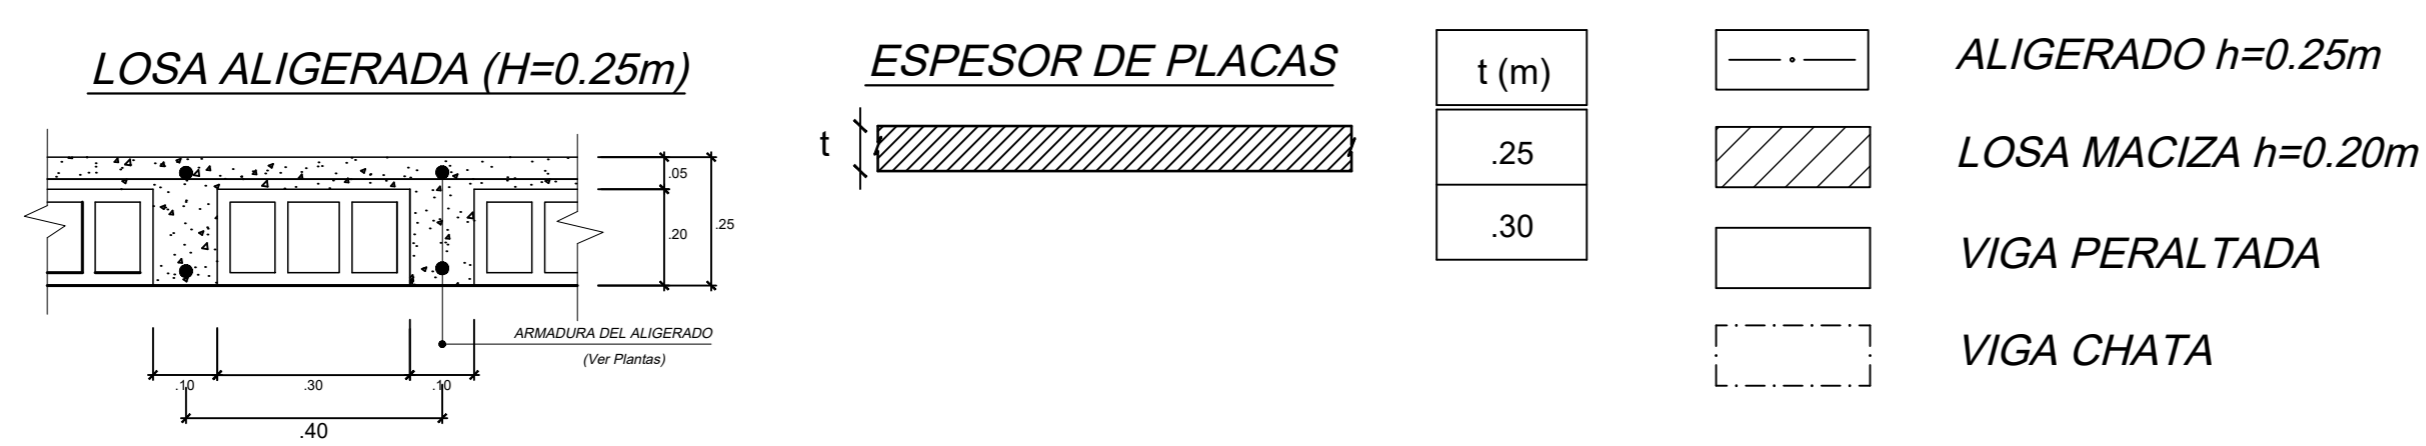 LOSA ALIGERADA (H=0.25m)
.05
.20
.25
ARMADURA DEL ALIGERADO
(Ver Plantas)
.10
.30
.10
.40
ESPESOR DE PLACAS
t
t (m)
.25
.30
ALIGERADO h=0.25m
LOSA MACIZA h=0.20m
VIGA PERALTADA
VIGA CHATA